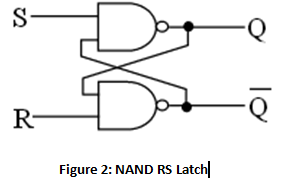 S
Q
R
Q̅
Figure 2: NAND RS Latch